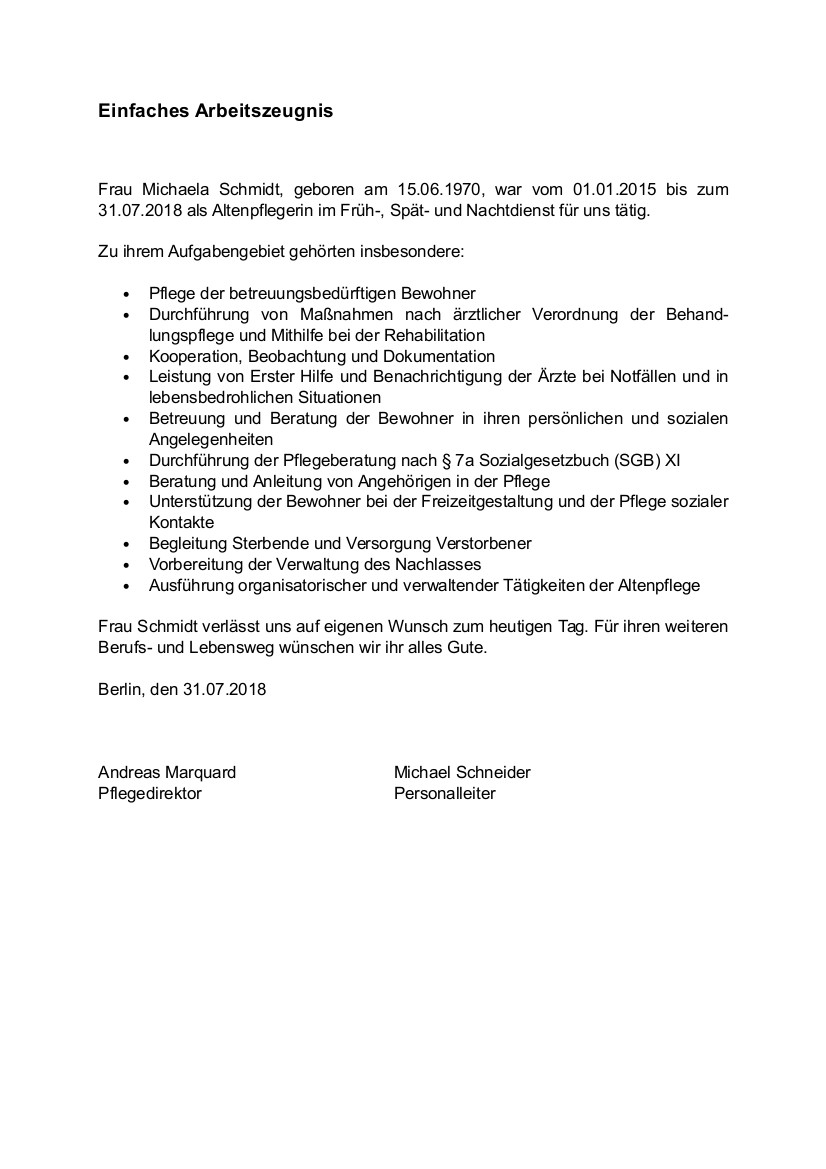 Einfaches Arbeitszeugnis
Frau Michaela Schmidt, geboren am 15.06.1970, war vom 01.01.2015 bis zum
31.07.2018 als Altenpflegerin im Früh-, Spät- und Nachtdienst für uns tätig.
Zu ihrem Aufgabengebiet gehörten insbesondere:
• Pflege der betreuungsbedürftigen Bewohner
• Durchführung von Maßnahmen nach ärztlicher Verordnung der Behand-
lungspflege und Mithilfe bei der Rehabilitation
• Kooperation, Beobachtung und Dokumentation
• Leistung von Erster Hilfe und Benachrichtigung der Ärzte bei Notfällen und in
lebensbedrohlichen Situationen
• Betreuung und Beratung der Bewohner in ihren persönlichen und sozialen
Angelegenheiten
• Durchführung der Pflegeberatung nach § 7a Sozialgesetzbuch (SGB) XI
• Beratung und Anleitung von Angehörigen in der Pflege
• Unterstützung der Bewohner bei der Freizeitgestaltung und der Pflege sozialer
Kontakte
• Begleitung Sterbende und Versorgung Verstorbener
• Vorbereitung der Verwaltung des Nachlasses
• Ausführung organisatorischer und verwaltender Tätigkeiten der Altenpflege
Frau Schmidt verlässt uns auf eigenen Wunsch zum heutigen Tag. Für ihren weiteren
Berufs- und Lebensweg wünschen wir ihr alles Gute.
Berlin, den 31.07.2018
Andreas Marquard Michael Schneider
Pflegedirektor Personalleiter